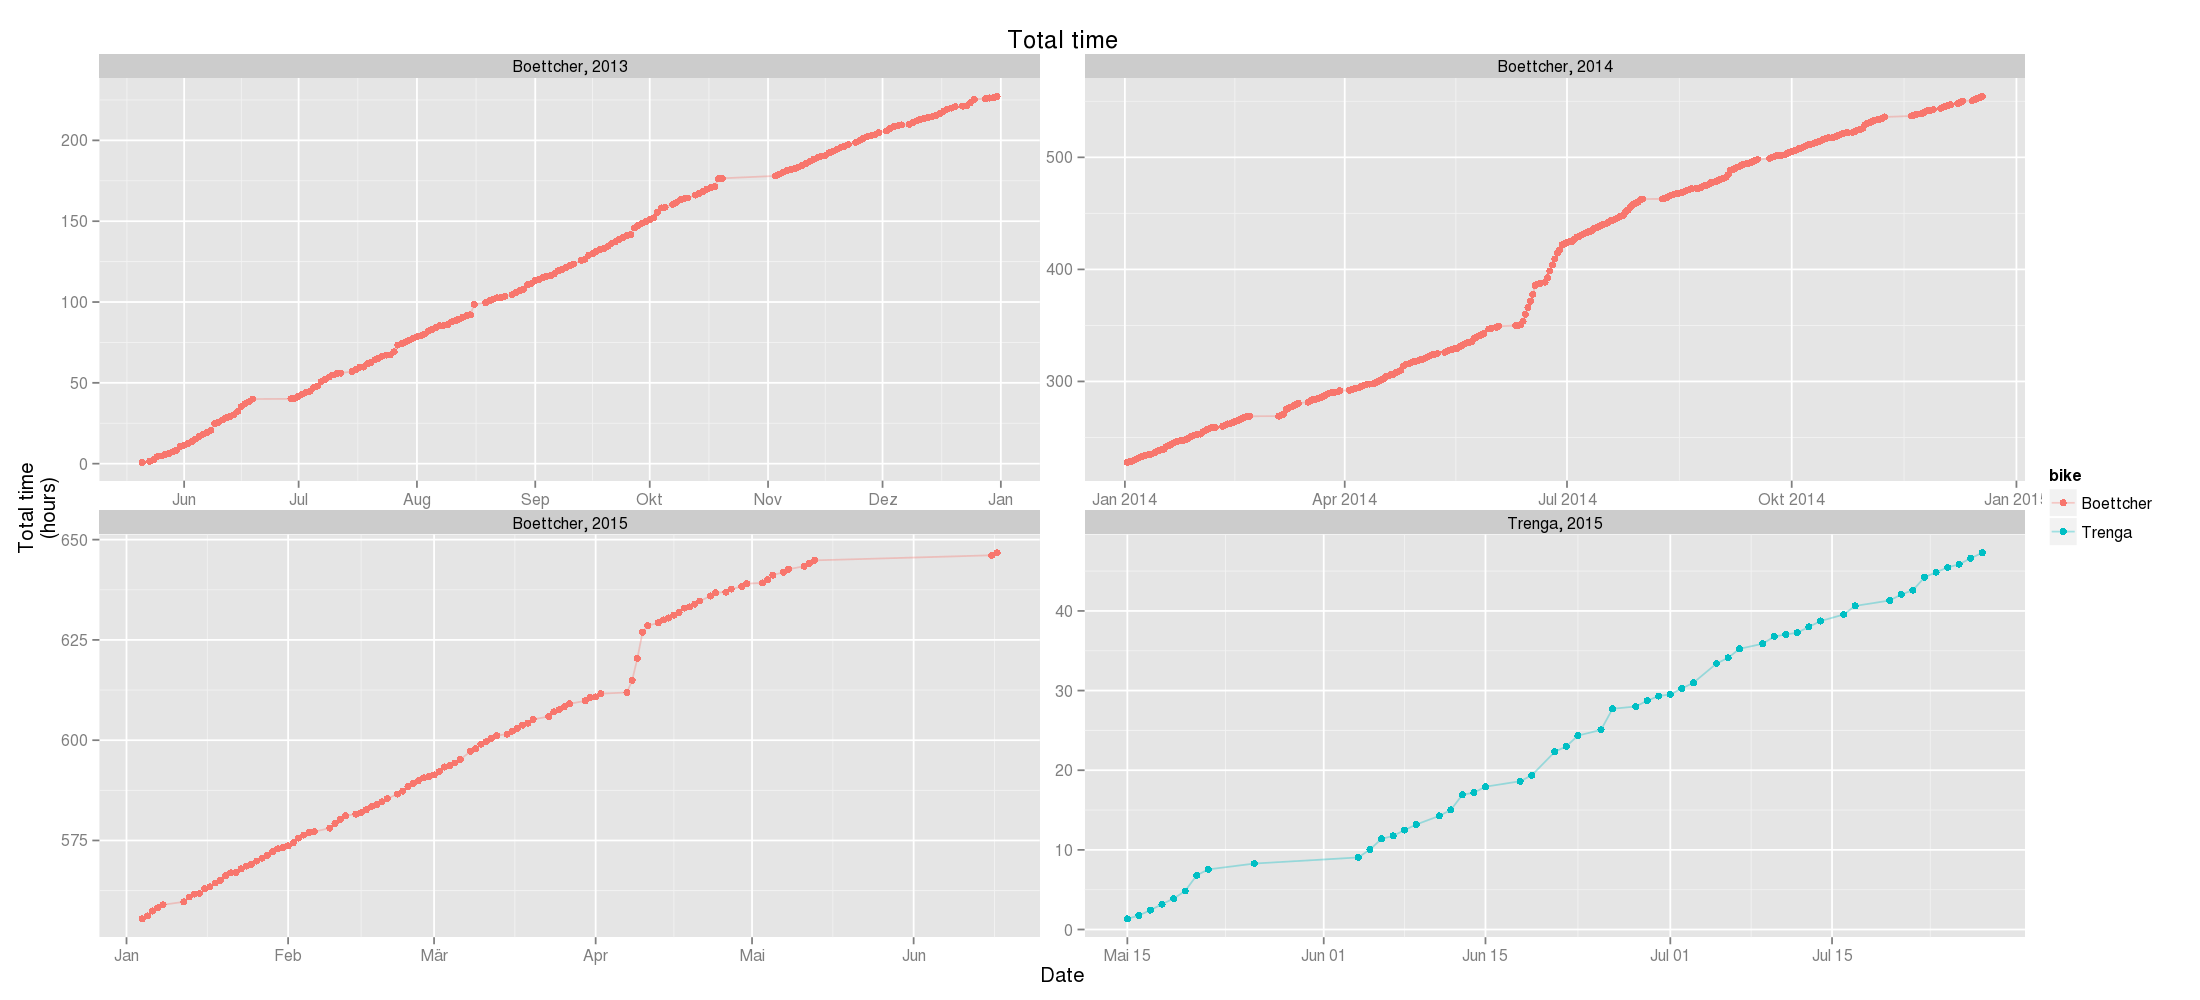 Total time
Boettcher, 2013
Boettcher, 2014
200
150
100
50
0
Jun Jul Aug Sep Okt Nov Dez Jan
500
400
300
Jan 2014 Apr 2014 Jul 2014 Okt 2014 Jan 201
Total time
(hours)
Boettcher, 2015
Trenga, 2015
650
625
600
575
Jan Feb Mär Apr Mai Jun
40
30
20
10
0
Mai 15 Jun 01 Jun 15 Jul 01 Jul 15
Date
bike
Boettcher
Trenga